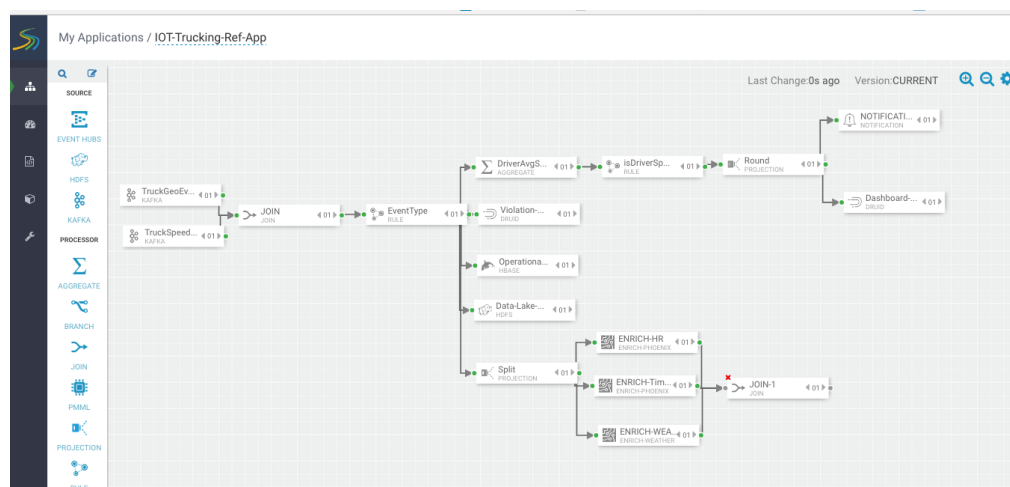 My Applications / IOT-Trucking-Ref-App
Last Change:0s ago Version:CURRENT
SOURCE
EVENT HUBS
HDFS
KAFKA
PROCESSOR
AGGREGATE
BRANCH
JOIN
PMML
PROJECTION
TruckGeoEv...
KAFKA
01
TruckSpeed...
KAFKA
01
JOIN
JOIN
01
EventType
RULE
01
DriverAvgS...
AGGREGATE
01
isDriverSp...
RULE
01
Round
PROJECTION
01
NOTIFICATI...
NOTIFICATION
01
Dashboard-...
DRUID
01
Violation-...
DRUID
01
Operationa...
HBASE
01
Data-Lake-...
HDFS
01
Split
PROJECTION
01
ENRICH-HR
ENRICH-PHOENIX
01
ENRICH-Tim...
ENRICH-PHOENIX
01
ENRICH-WEA...
ENRICH-WEATHER
01
JOIN-1
JOIN
01